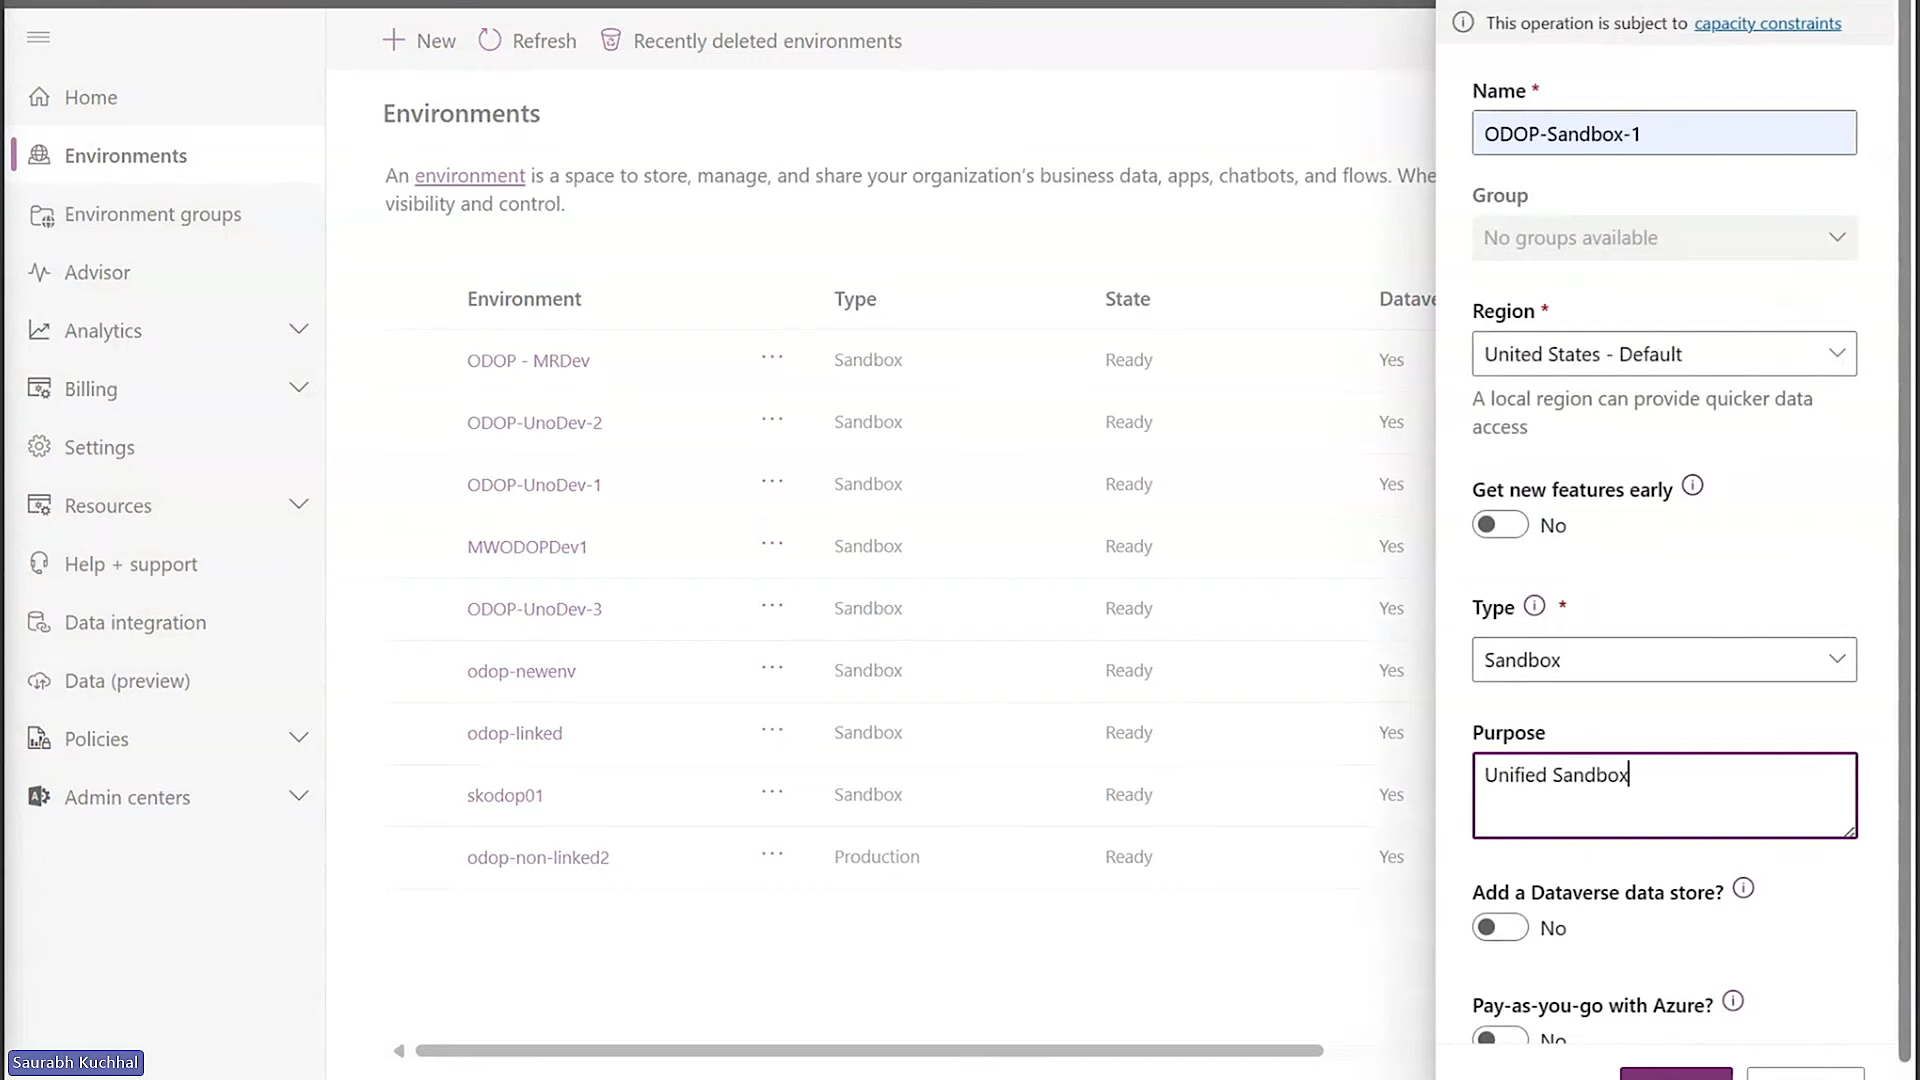 New
Refresh
Recently deleted environments
Home
Environments
Environment groups
Advisor
Analytics
Billing
Settings
Resources
Help + support
Data integration
Data (preview)
Policies
Admin centers
Environments
An environment is a space to store, manage, and share your organization's business data, apps, chatbots, and flows. Whe
visibility and control.
Environment Type State Datave
ODOP - MRDev ... Sandbox Ready Yes
ODOP-UnoDev-2 ... Sandbox Ready Yes
ODOP-UnoDev-1 ... Sandbox Ready Yes
MWODOPDev1 ... Sandbox Ready Yes
ODOP-UnoDev-3 ... Sandbox Ready Yes
odop-newenv ... Sandbox Ready Yes
odop-linked ... Sandbox Ready Yes
skodop01 ... Sandbox Ready Yes
odop-non-linked2 ... Production Ready Yes
This operation is subject to capacity constraints
Name *
ODOP-Sandbox-1
Group
No groups available
Region *
United States - Default
A local region can provide quicker data
access
Get new features early
No
Type *
Sandbox
Purpose
Unified Sandbox
Add a Dataverse data store?
No
Pay-as-you-go with Azure?
No
Saurabh Kuchhal